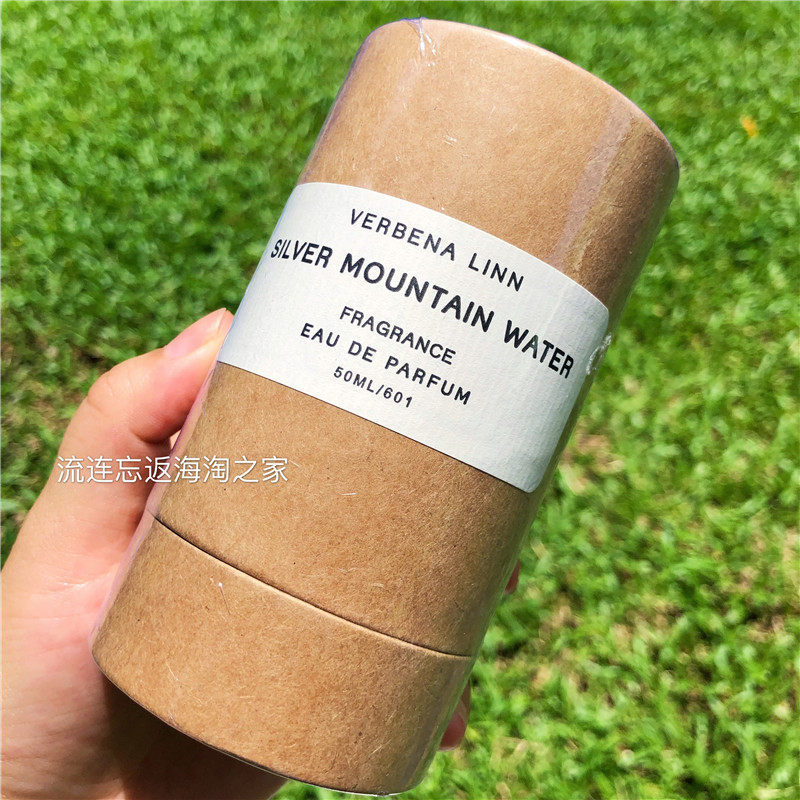 VERBENA LINN
SILVER MOUNTAIN WATER
FRAGRANCE
EAU DE PARFUM
50ML/601
流连忘返海淘之家